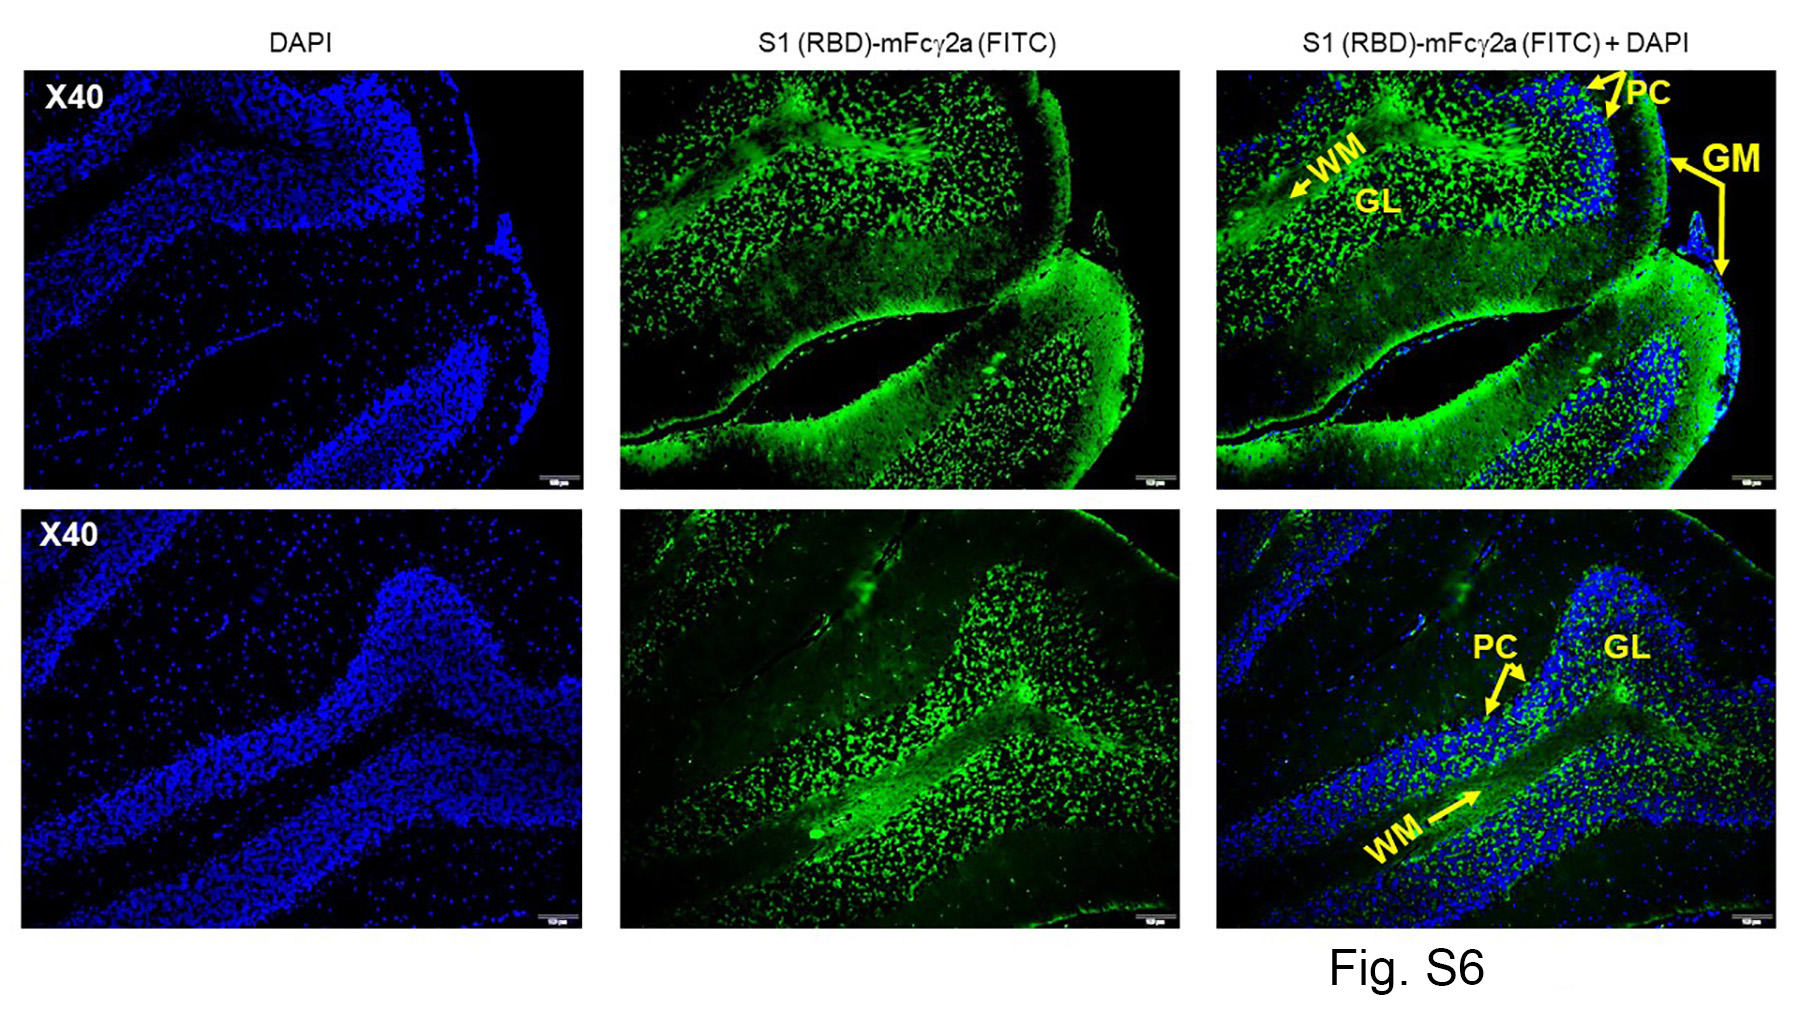 DAPI
S1 (RBD)-mFcγ2a (FITC)
S1 (RBD)-mFcγ2a (FITC) + DAPI
X40
PC
WM
GM
GL
X40
PC
GL
WM
Fig. S6